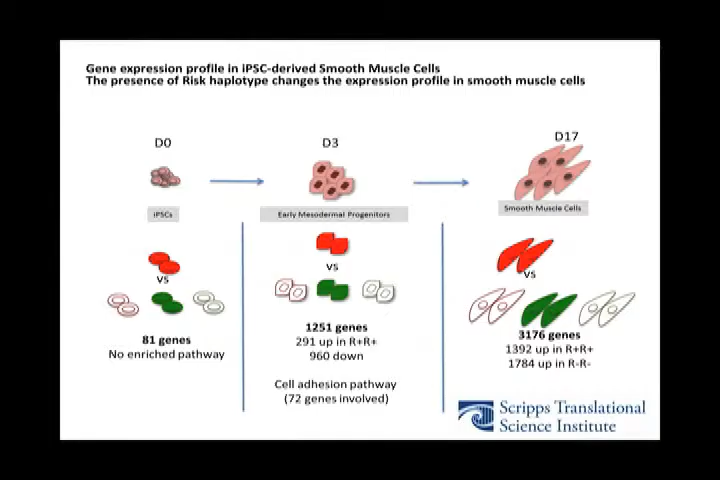 Gene expression profile in iPSC-derived Smooth Muscle Cells
The presence of Risk haplotype changes the expression profile in smooth muscle cells
D0
D3
D17
iPSCs
Early Mesodermal Progenitors
Smooth Muscle Cells
VS
VS
VS
81 genes
No enriched pathway
1251 genes
291 up in R+R+
960 down
Cell adhesion pathway
(72 genes involved)
3176 genes
1392 up in R+R+
1784 up in R-R-
Scripps Translational
Science Institute